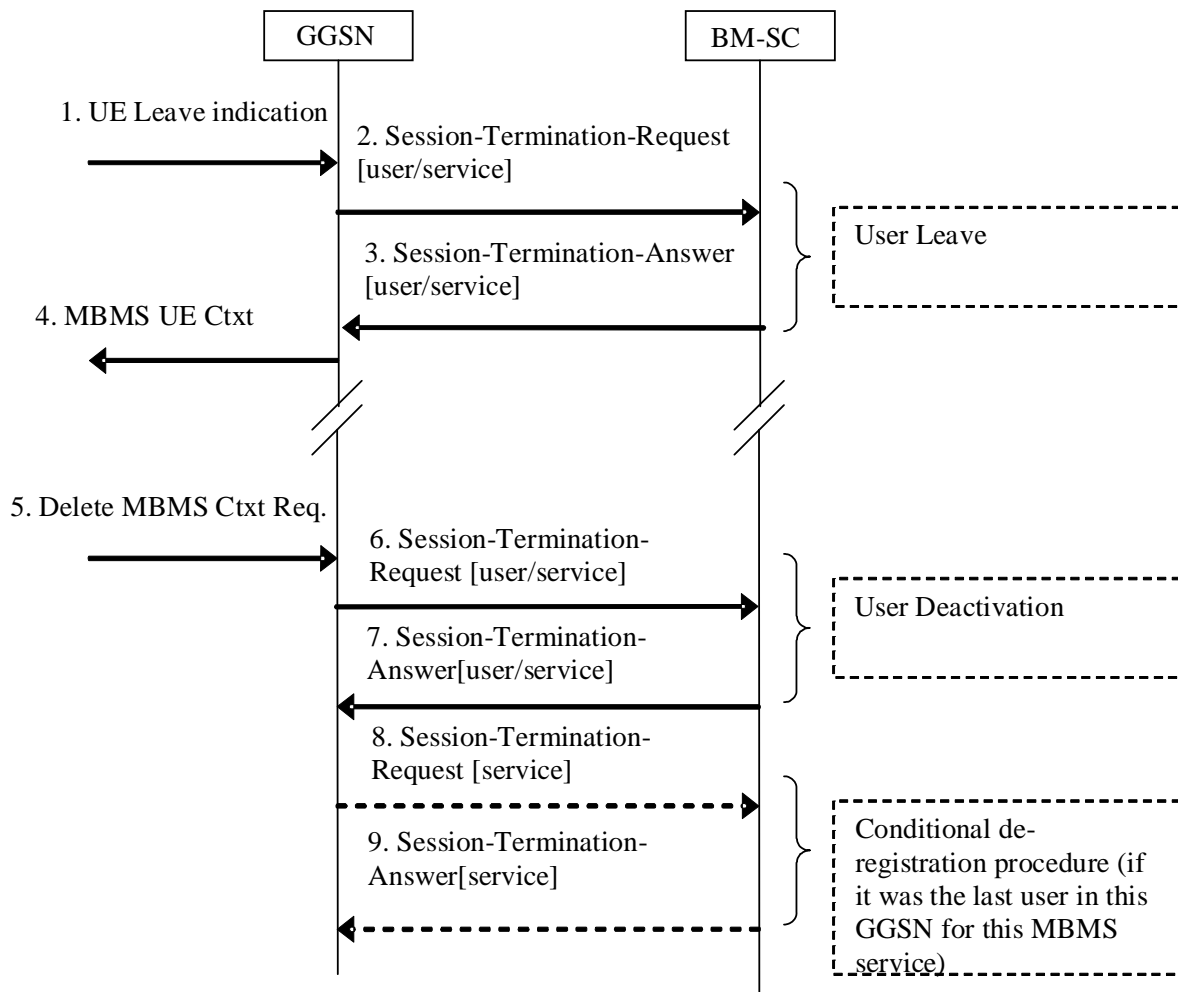 GGSN
BM-SC
1. UE Leave indication
2. Session-Termination-Request
[user/service]
User Leave
3. Session-Termination-Answer
[user/service]
4. MBMS UE Ctxt
5. Delete MBMS Ctxt Req.
6. Session-Termination-
Request [user/service]
User Deactivation
7. Session-Termination-
Answer[user/service]
8. Session-Termination-
Request [service]
9. Session-Termination-
Answer[service]
Conditional de-
registration procedure (if
it was the last user in this
GGSN for this MBMS
service)